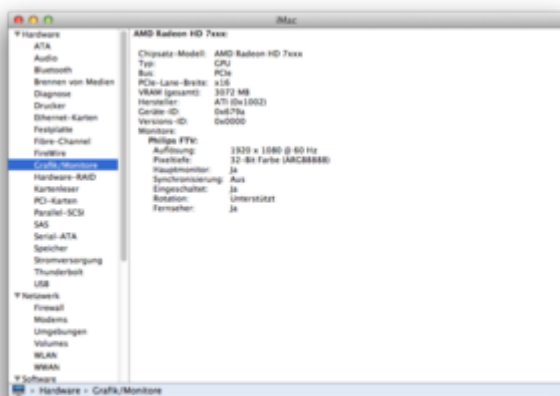 iMac
▼ Hardware
ATA
Audio
Bluetooth
Brennen von Medien
Diagnose
Drucker
Ethernet-Karten
Festplatte
Fibre-Channel
FireWire
Grafik/Monitore
Hardware-RAID
Kartenleser
PCI-Karten
Parallel-SCSI
SAS
Serial-ATA
Speicher
Stromversorgung
Thunderbolt
USB
▼ Netzwerk
Firewall
Modems
Umgebungen
Volumes
WLAN
WWAN
▼ Software
AMD Radeon HD 7xxx:
Chipsatz-Modell: AMD Radeon HD 7xxx
Typ: GPU
Bus: PCIe
PCIe-Lane-Breite: x16
VRAM (gesamt): 3072 MB
Hersteller: ATI (0x1002)
Geräte-ID: 0x679a
Versions-ID: 0x0000
Monitore:
Philips FTV:
Auflösung: 1920 x 1080 @ 60 Hz
Pixeltiefe: 32-Bit Farbe (ARGB8888)
Hauptmonitor: Ja
Synchronisierung: Aus
Eingeschaltet: Ja
Rotation: Unterstützt
Fernseher: Ja
Hardware › Grafik/Monitore